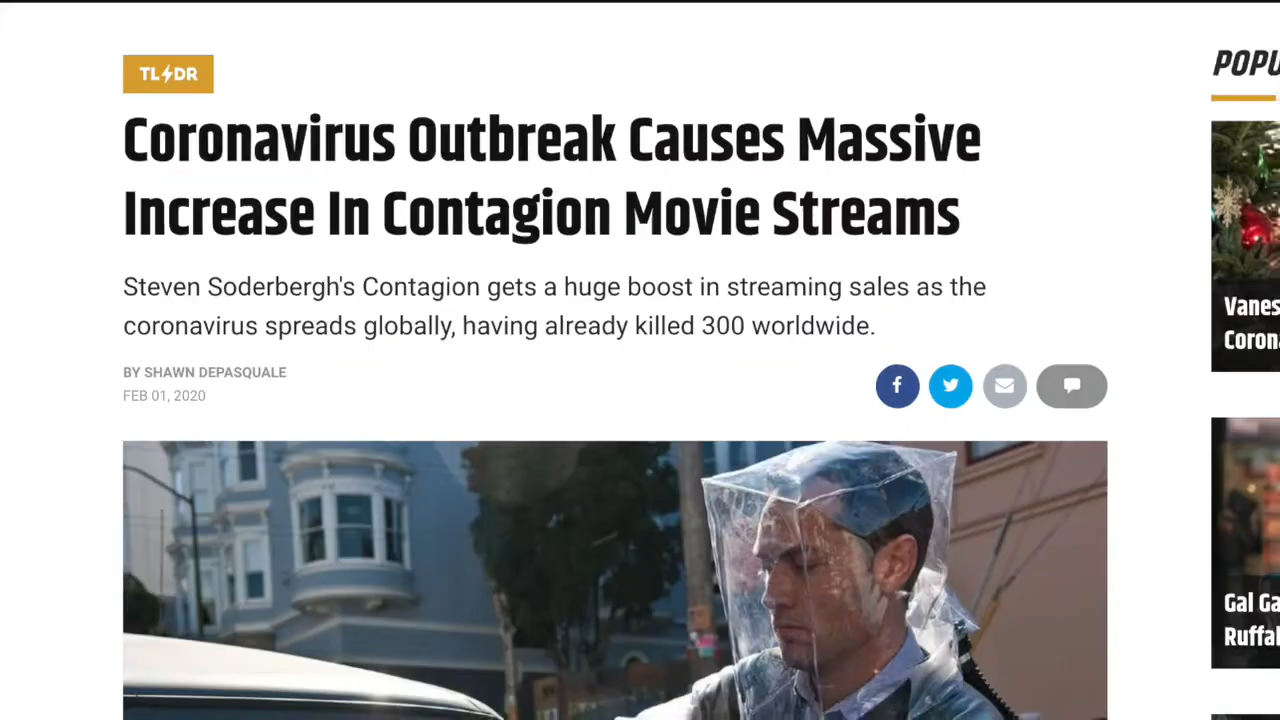 TL DR
Coronavirus Outbreak Causes Massive
Increase In Contagion Movie Streams
Steven Soderbergh's Contagion gets a huge boost in streaming sales as the
coronavirus spreads globally, having already killed 300 worldwide.
BY SHAWN DEPASQUALE
FEB 01, 2020
POPU
Vanes
Corona
Gal Ga
Ruffal